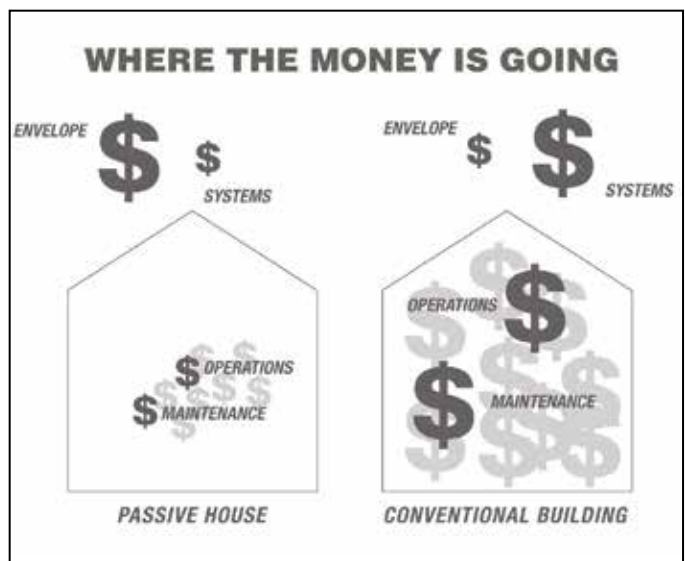 WHERE THE MONEY IS GOING
ENVELOPE
$
$
SYSTEMS
ENVELOPE
$
$
SYSTEMS
$ OPERATIONS
$ MAINTENANCE
OPERATIONS $
$ MAINTENANCE
PASSIVE HOUSE
CONVENTIONAL BUILDING